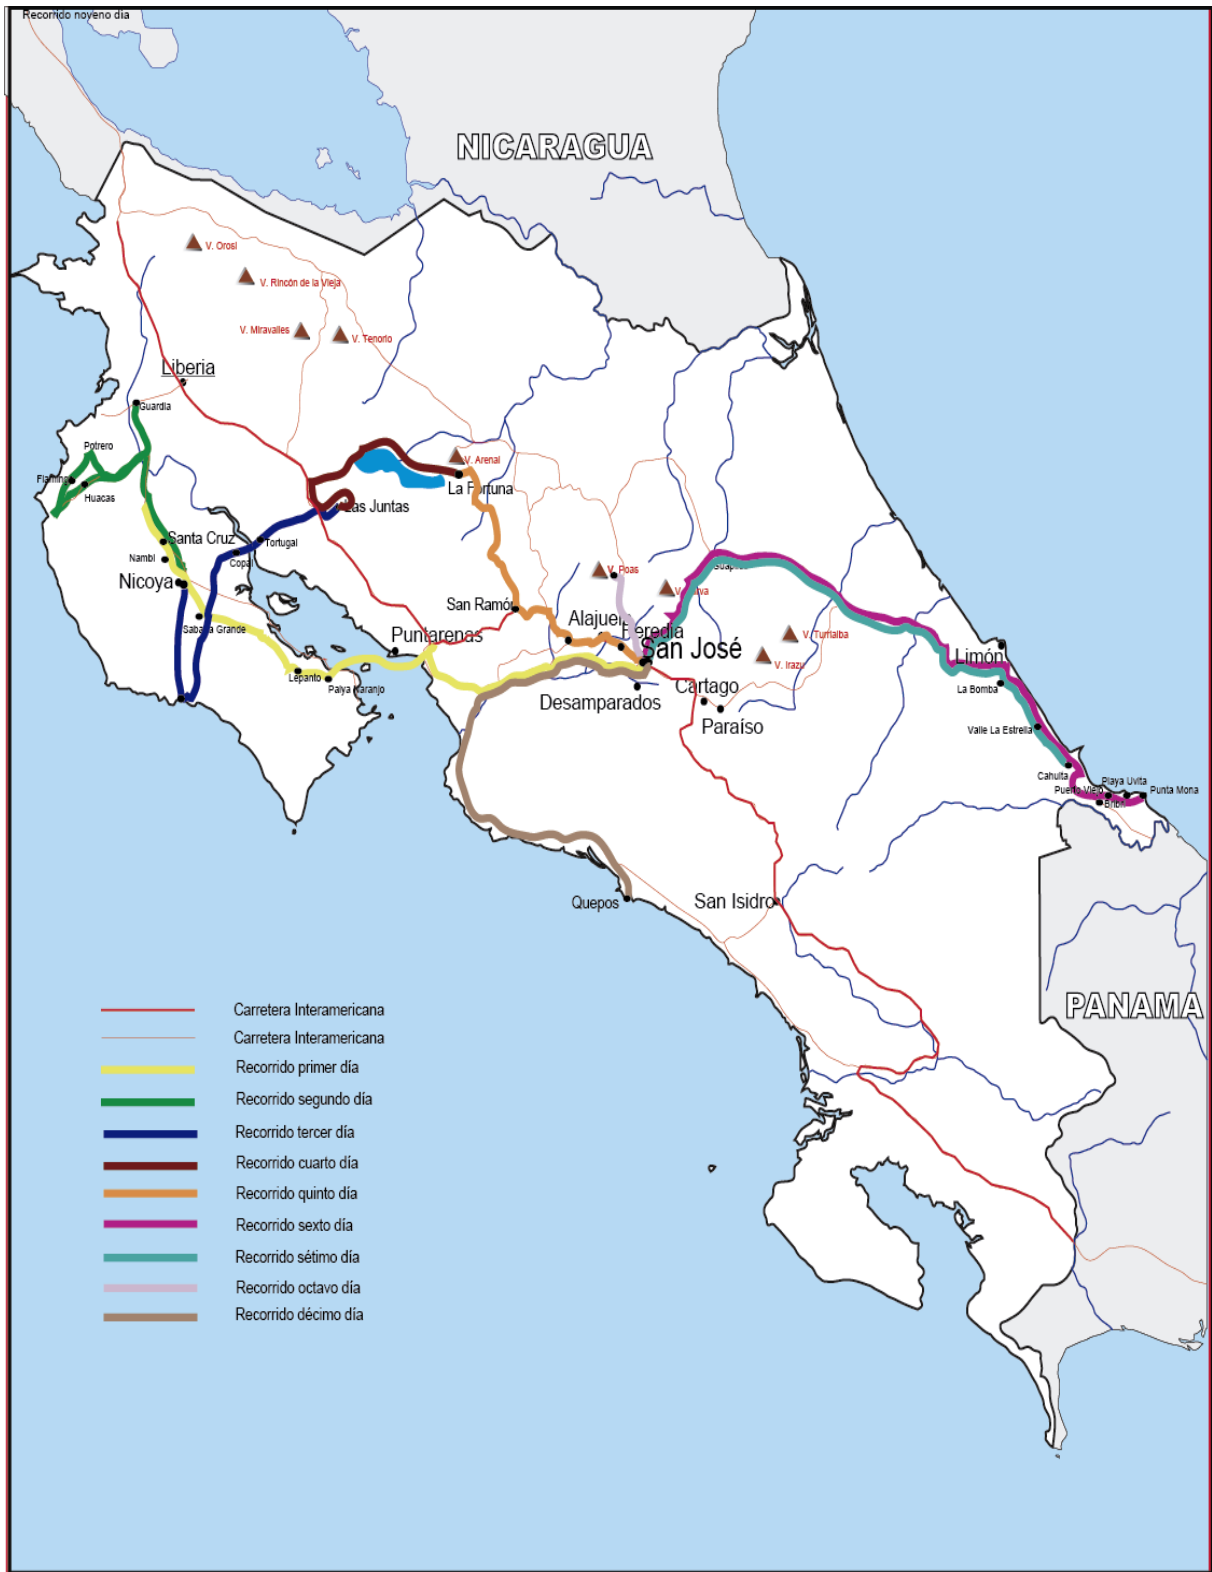 Recorrido noveno día
NICARAGUA
V. Orosi
V. Rincón de la Vieja
V. Miravalles
V. Tenorio
Liberia
Guardia
Potrero
Flamingo
Huacas
V. Arenal
La Fortuna
Las Juntas
Santa Cruz
Tortugal
Nambi
Copal
Nicoya
V. Poas
Guapiles
San Ramón
Sabana Grande
Alajuela
Heredia
V. Turrialba
Puntarenas
San José
V. Irazu
Limón
Lepanto
Palya Naranjo
Cartago
La Bomba
Desamparados
Paraíso
Valle La Estrella
Cahuita
Playa Uvita
Puerto Viejo
Punta Mona
Bribri
Quepos
San Isidro
PANAMA
Carretera Interamericana
Carretera Interamericana
Recorrido primer día
Recorrido segundo día
Recorrido tercer día
Recorrido cuarto día
Recorrido quinto día
Recorrido sexto día
Recorrido sétimo día
Recorrido octavo día
Recorrido décimo día